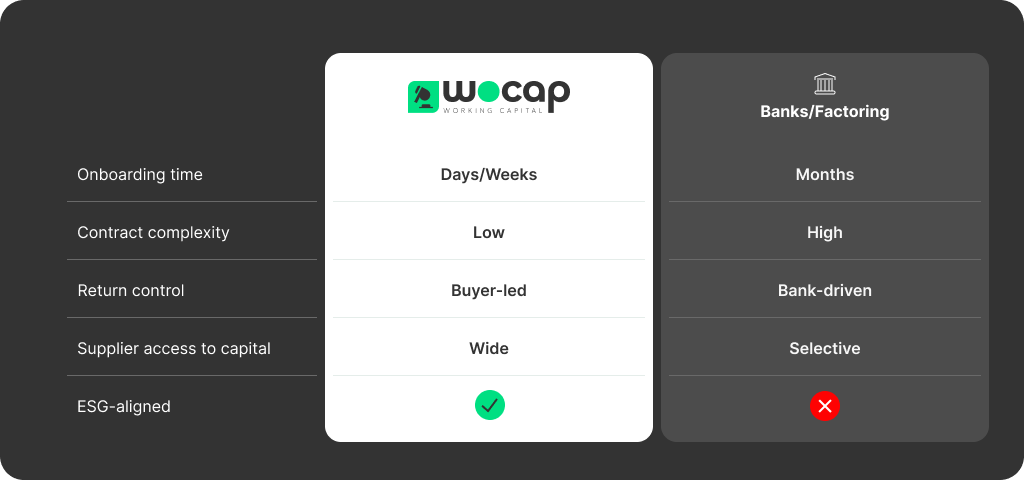 wocap
WORKING CAPITAL
Banks/Factoring
Onboarding time Days/Weeks Months
Contract complexity Low High
Return control Buyer-led Bank-driven
Supplier access to capital Wide Selective
ESG-aligned